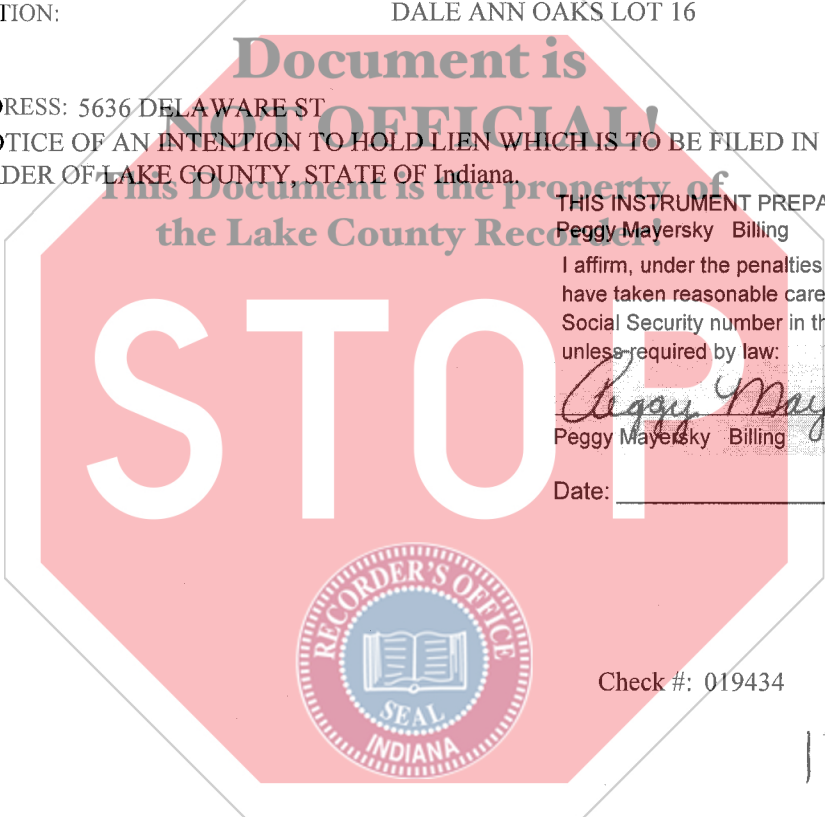 TION: DALE ANN OAKS LOT 16
Document is
DRESS: 5636 DELAWARE ST
NOT OFFICIAL!
OTICE OF AN INTENTION TO HOLD LIEN WHICH IS TO BE FILED IN
DER OF LAKE COUNTY, STATE OF Indiana.
This Document is the property of
the Lake County Recorder!
THIS INSTRUMENT PREPA
Peggy Mayersky Billing
I affirm, under the penalties
have taken reasonable care
Social Security number in th
unless required by law:
Peggy May
Peggy Mayersky Billing
Date:
STOP
RECORDER'S OFFICE
SEAL
INDIANA
Check #: 019434